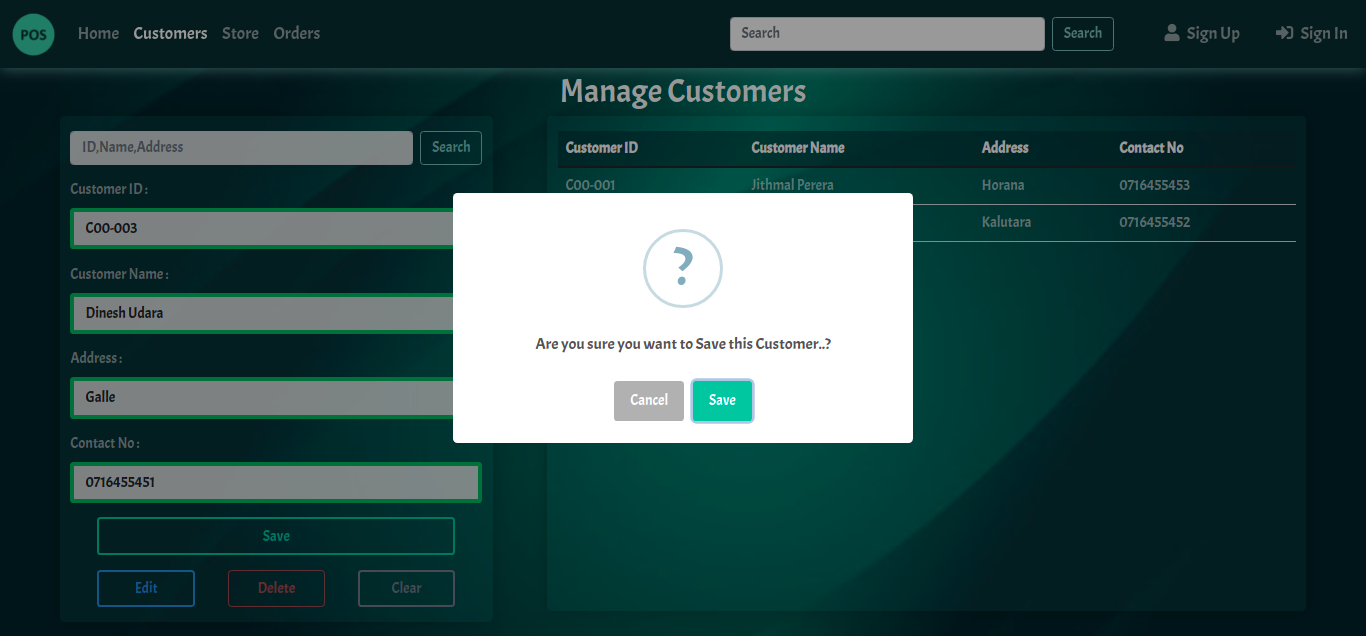 POS Home Customers Store Orders Search Search Sign Up Sign In
Manage Customers
ID,Name,Address Search
Customer ID :
C00-003
Customer Name :
Dinesh Udara
Address :
Galle
Contact No :
0716455451
Save
Edit Delete Clear
Customer ID Customer Name Address Contact No
C00-001 Jithmal Perera Horana 0716455453
Kalutara 0716455452
?
Are you sure you want to Save this Customer..?
Cancel Save